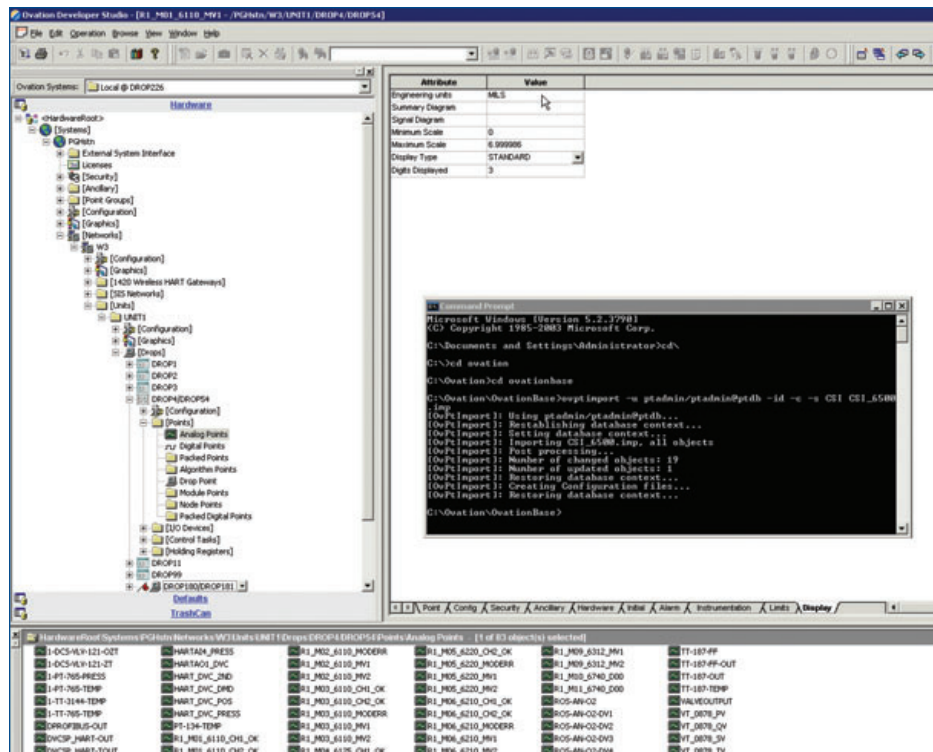 Ovation Developer Studio - [R1_M01_6110_MV1 - /PGHstn/W3/UNIT1/DROP4/DROP54]
File Edit Operation Browse View Window Help
Ovation Systems: Local @ DROP226
Hardware
<HardwareRoot>
[Systems]
PGHstn
External System Interface
Licenses
[Security]
[Ancillary]
[Point Groups]
[Configuration]
[Graphics]
[Networks]
W3
[Configuration]
[Graphics]
[1420 Wireless HART Gateways]
[SIS Networks]
[Units]
UNIT1
[Configuration]
[Graphics]
[Drops]
DROP1
DROP2
DROP3
DROP4/DROP54
[Configuration]
[Points]
Analog Points
Digital Points
Packed Points
Algorithm Points
Drop Point
Module Points
Node Points
Packed Digital Points
[I/O Devices]
[Control Tasks]
[Holding Registers]
DROP11
DROP99
DROP180/DROP181
Defaults
TrashCan
Attribute Value
Engineering units MILS
Summary Diagram
Signal Diagram
Minimum Scale 0
Maximum Scale 6.999986
Display Type STANDARD
Digits Displayed 3
Command Prompt
Microsoft Windows [Version 5.2.3790]
(C) Copyright 1985-2003 Microsoft Corp.
C:\Documents and Settings\Administrator>cd\
C:\>cd ovation
C:\Ovation>cd ovationbase
C:\Ovation\OvationBase>ovptimport -u ptadmin/ptadmin@ptdb -id -c -s CSI CSI_6500
.imp
[OvPtImport]: Using ptadmin/ptadmin@ptdb...
[OvPtImport]: Restablishing database context...
[OvPtImport]: Setting database context...
[OvPtImport]: Importing CSI_6500.imp, all objects
[OvPtImport]: Post processing...
[OvPtImport]: Number of changed objects: 19
[OvPtImport]: Number of updated objects: 1
[OvPtImport]: Restoring database context...
[OvPtImport]: Creating Configuration files...
[OvPtImport]: Restoring database context...
C:\Ovation\OvationBase>
Point Config Security Ancillary Hardware Initial Alarm Instrumentation Limits Display
HardwareRoot Systems PGHstn Networks W3 Units UNIT1 Drops DROP4/DROP54 Points Analog Points - [1 of 83 object(s) selected]
1-DCS-VLV-121-OZT HARTAI4_PRESS R1_M02_6110_MODERR R1_M05_6220_CH2_OK R1_M09_6312_MV1 TT-187-FF
1-DCS-VLV-121-ZT HARTAO1_DVC R1_M02_6110_MV1 R1_M05_6220_MODERR R1_M09_6312_MV2 TT-187-FF-OUT
1-PT-765-PRESS HART_DVC_2ND R1_M02_6110_MV2 R1_M05_6220_MV1 R1_M10_6740_D00 TT-187-OUT
1-PT-765-TEMP HART_DVC_DMD R1_M03_6110_CH1_OK R1_M05_6220_MV2 R1_M11_6740_D00 TT-187-TEMP
1-TT-3144-TEMP HART_DVC_POS R1_M03_6110_CH2_OK R1_M06_6210_CH1_OK ROS-AN-O2 VALVEOUTPUT
1-TT-765-TEMP HART_DVC_PRESS R1_M03_6110_MODERR R1_M06_6210_CH2_OK ROS-AN-O2-DV1 VT_0878_PV
DPROFIBUS-OUT PT-134-TEMP R1_M03_6110_MV1 R1_M06_6210_MODERR ROS-AN-O2-DV2 VT_0878_QV
DVCSP_HART-OUT R1_M01_6110_CH1_OK R1_M03_6110_MV2 R1_M06_6210_MV1 ROS-AN-O2-DV3 VT_0878_SV
DVCSP_HART-TOUT R1_M01_6110_CH2_OK R1_M04_6125_CH1_OK R1_M06_6210_MV2 ROS-AN-O2-DV4 VT_0878_TV